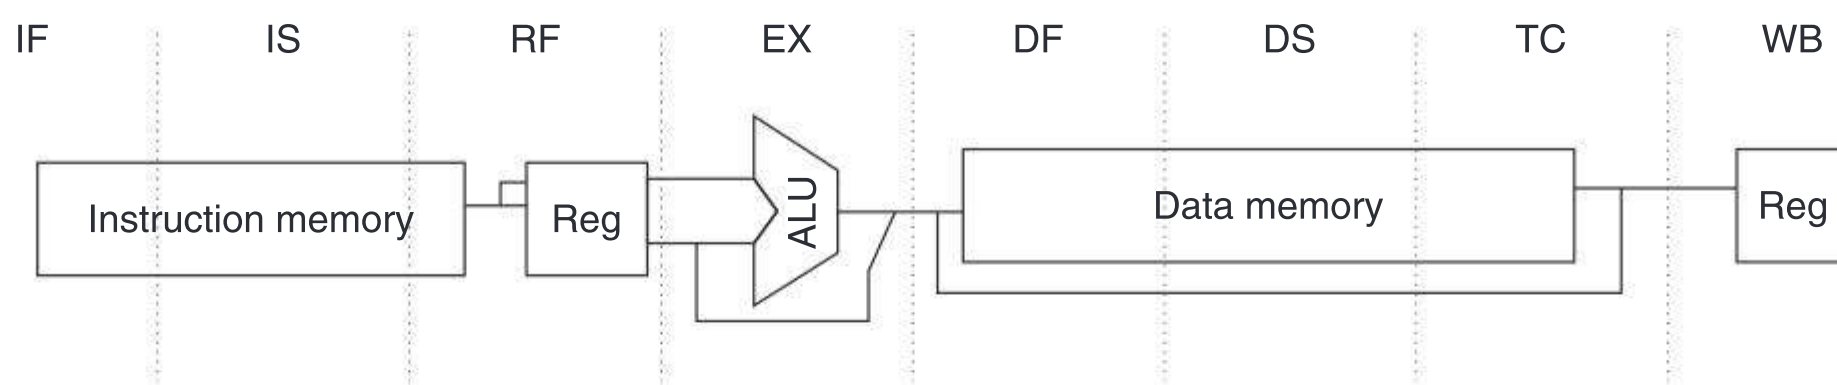 IF IS RF EX DF DS TC WB
Instruction memory Reg ALU Data memory Reg